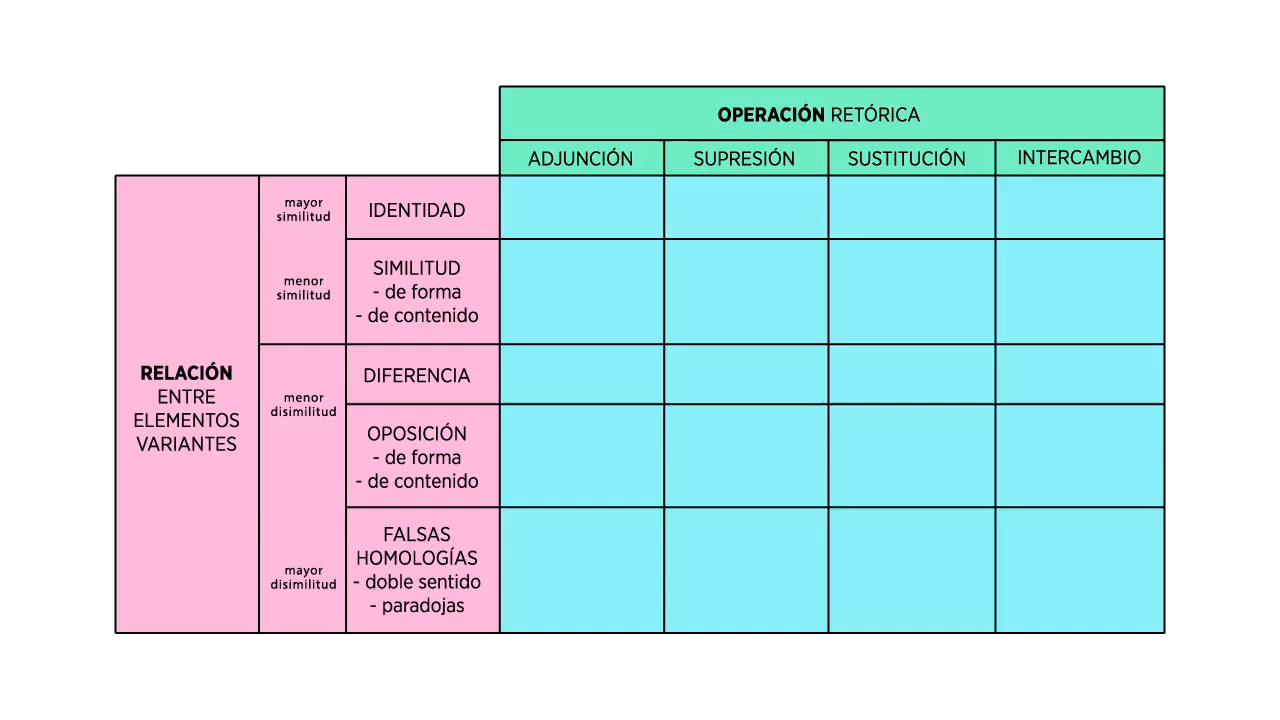 OPERACIÓN RETÓRICA
ADJUNCIÓN
SUPRESIÓN
SUSTITUCIÓN
INTERCAMBIO
RELACIÓN
ENTRE
ELEMENTOS
VARIANTES
mayor
similitud
IDENTIDAD
menor
similitud
SIMILITUD
- de forma
- de contenido
menor
disimilitud
DIFERENCIA
OPOSICIÓN
- de forma
- de contenido
mayor
disimilitud
FALSAS
HOMOLOGÍAS
- doble sentido
- paradojas